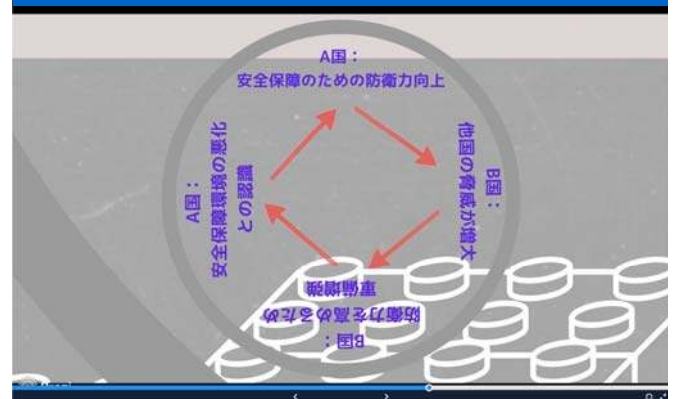 A国：
安全保障のための防衛力向上
B国：
他国の脅威が増大
B国：
防衛力を高めるため
軍備増強
A国：
安全保障環境の悪化
との認識